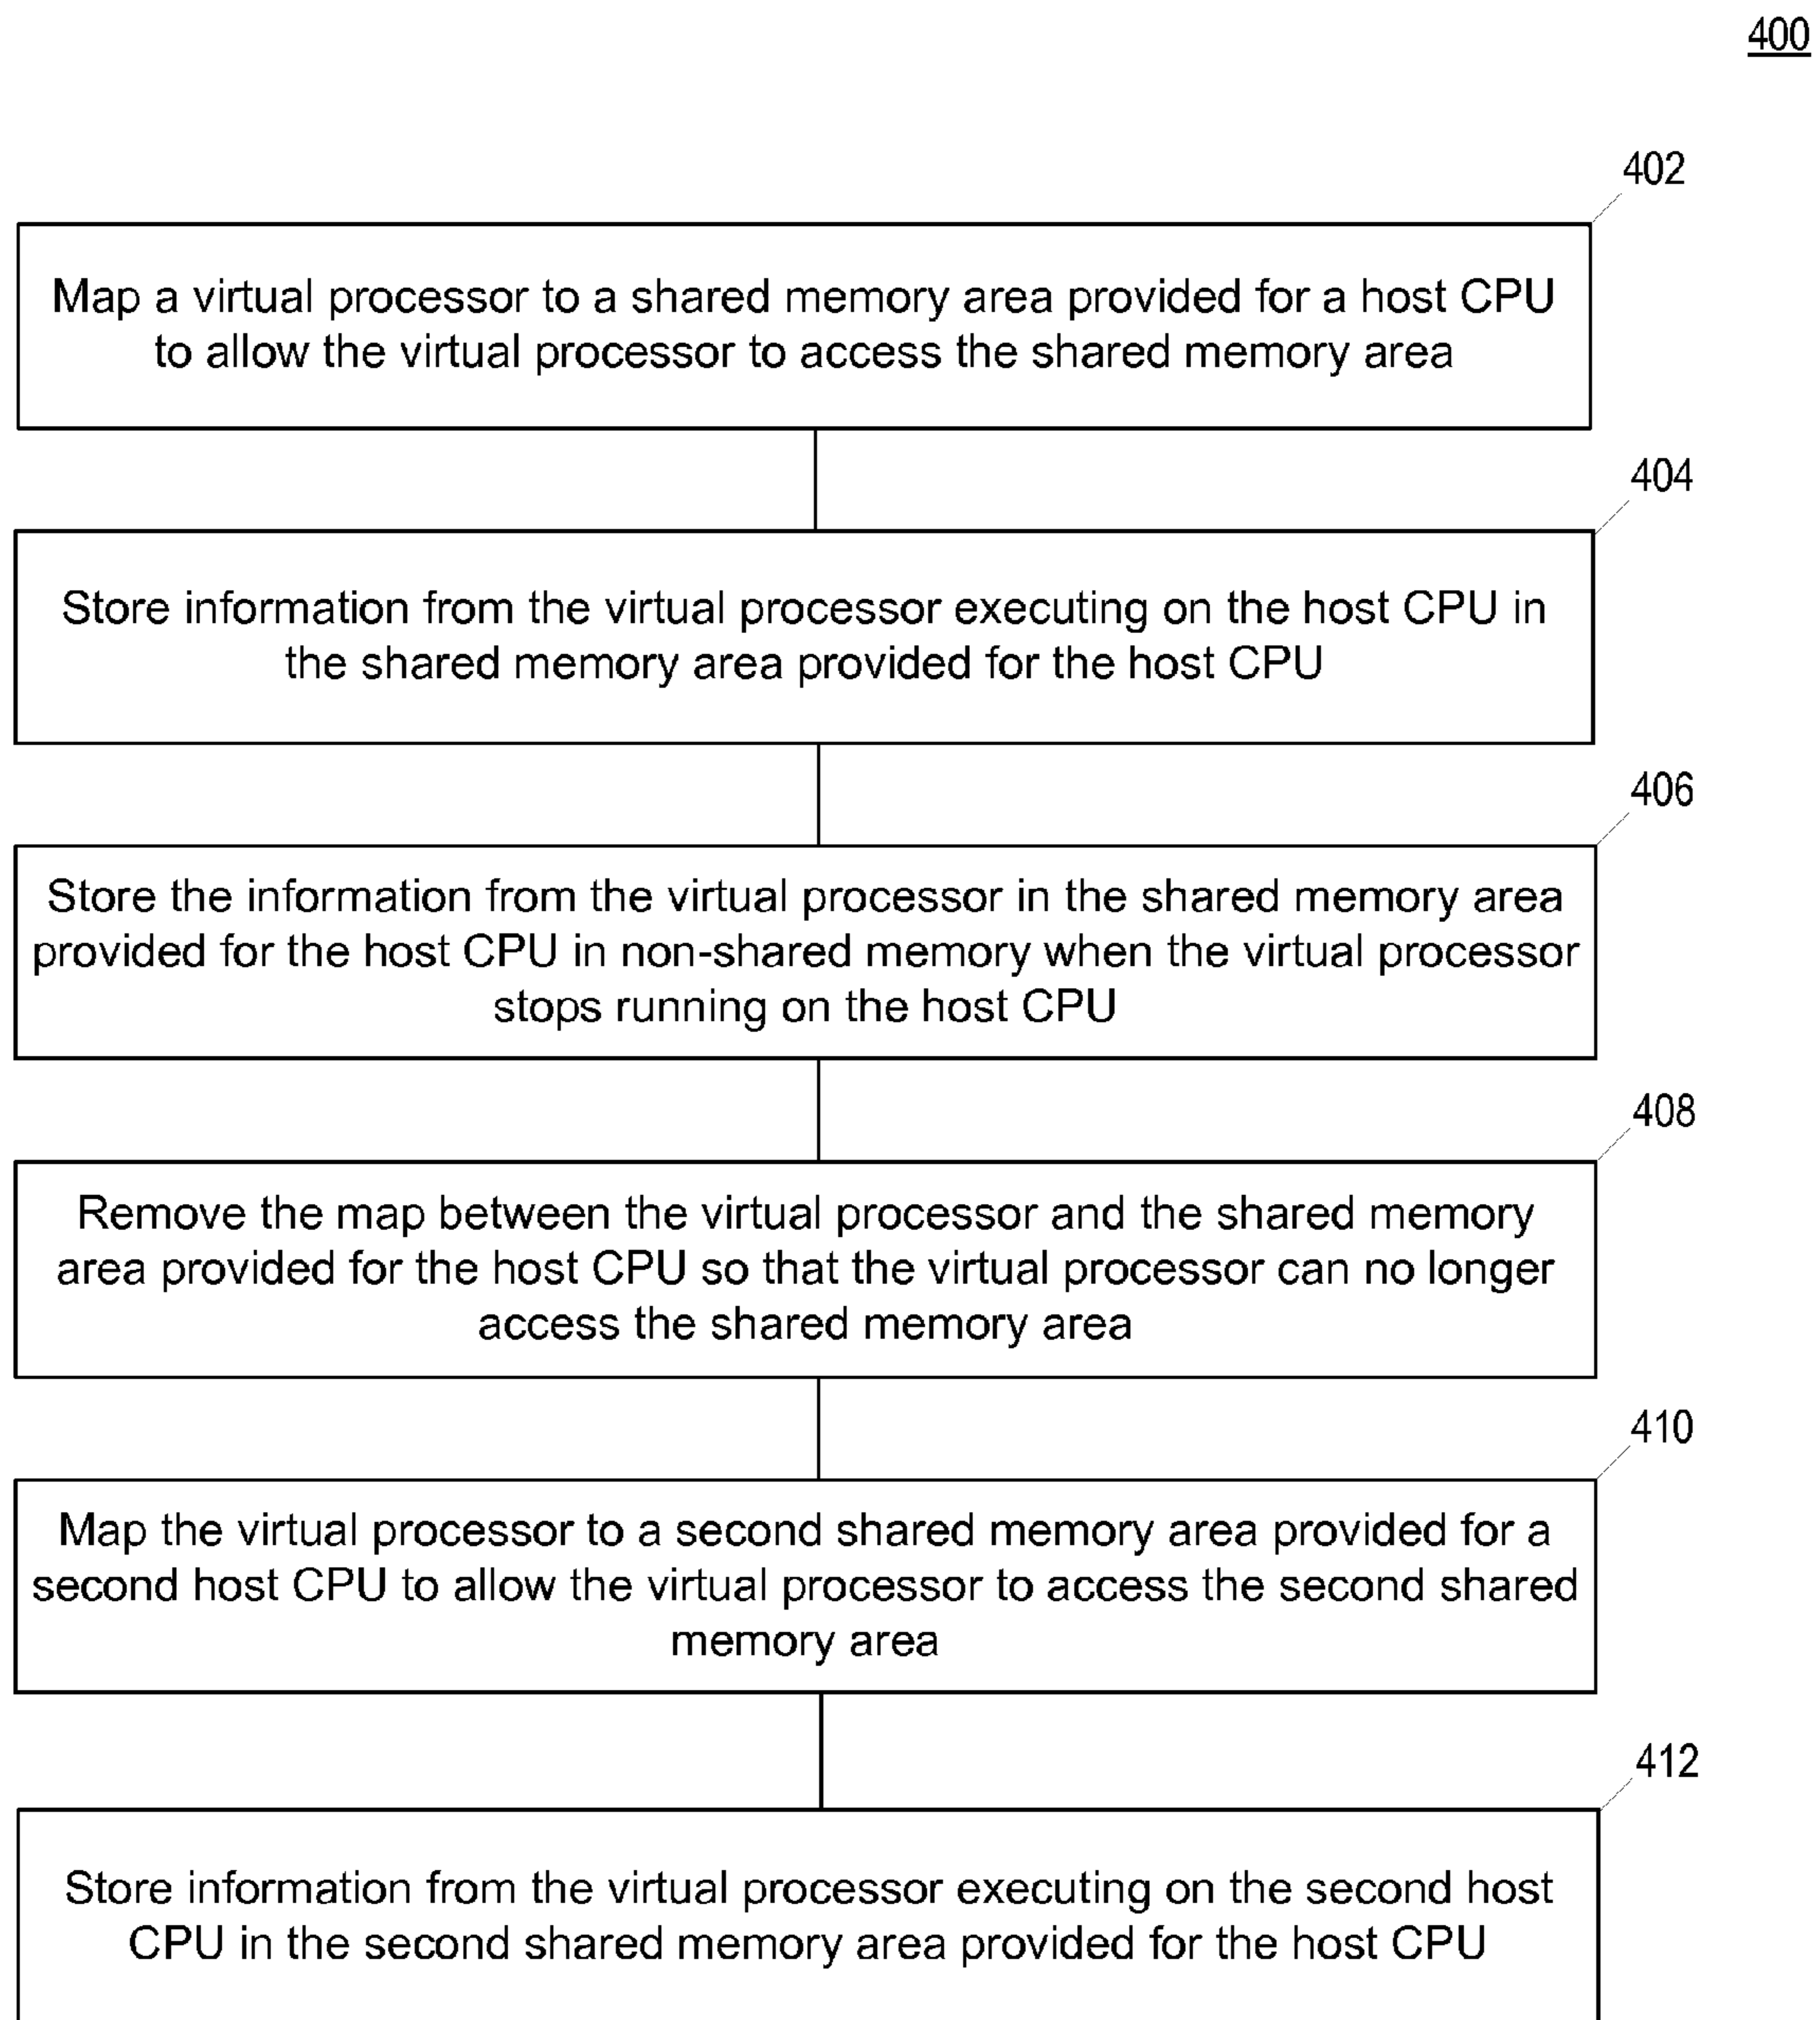 400
402
Map a virtual processor to a shared memory area provided for a host CPU
to allow the virtual processor to access the shared memory area
404
Store information from the virtual processor executing on the host CPU in
the shared memory area provided for the host CPU
406
Store the information from the virtual processor in the shared memory area
provided for the host CPU in non-shared memory when the virtual processor
stops running on the host CPU
408
Remove the map between the virtual processor and the shared memory
area provided for the host CPU so that the virtual processor can no longer
access the shared memory area
410
Map the virtual processor to a second shared memory area provided for a
second host CPU to allow the virtual processor to access the second shared
memory area
412
Store information from the virtual processor executing on the second host
CPU in the second shared memory area provided for the host CPU